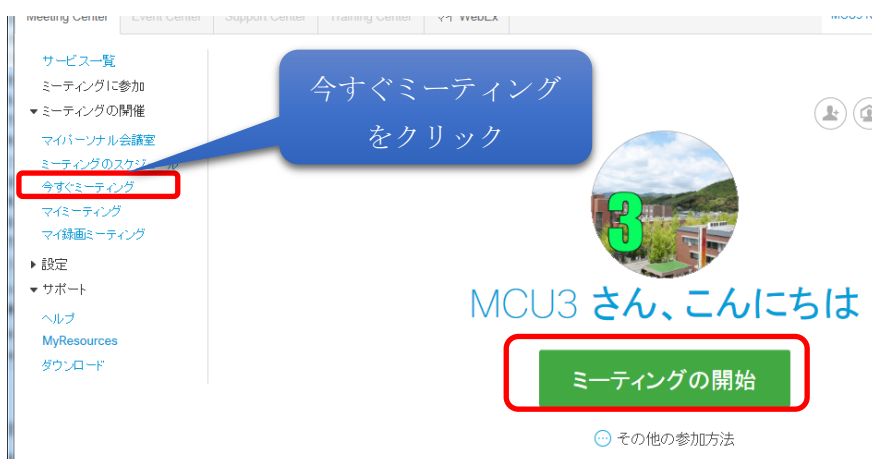 Meeting Center
Event Center
Support Center
Training Center
マイ WebEx
サービス一覧
ミーティングに参加
▼ミーティングの開催
マイパーソナル会議室
ミーティングのスケジュール
今すぐミーティング
マイミーティング
マイ録画ミーティング
▶設定
▼サポート
ヘルプ
MyResources
ダウンロード
今すぐミーティング
をクリック
3
MCU3 さん、こんにちは
ミーティングの開始
その他の参加方法